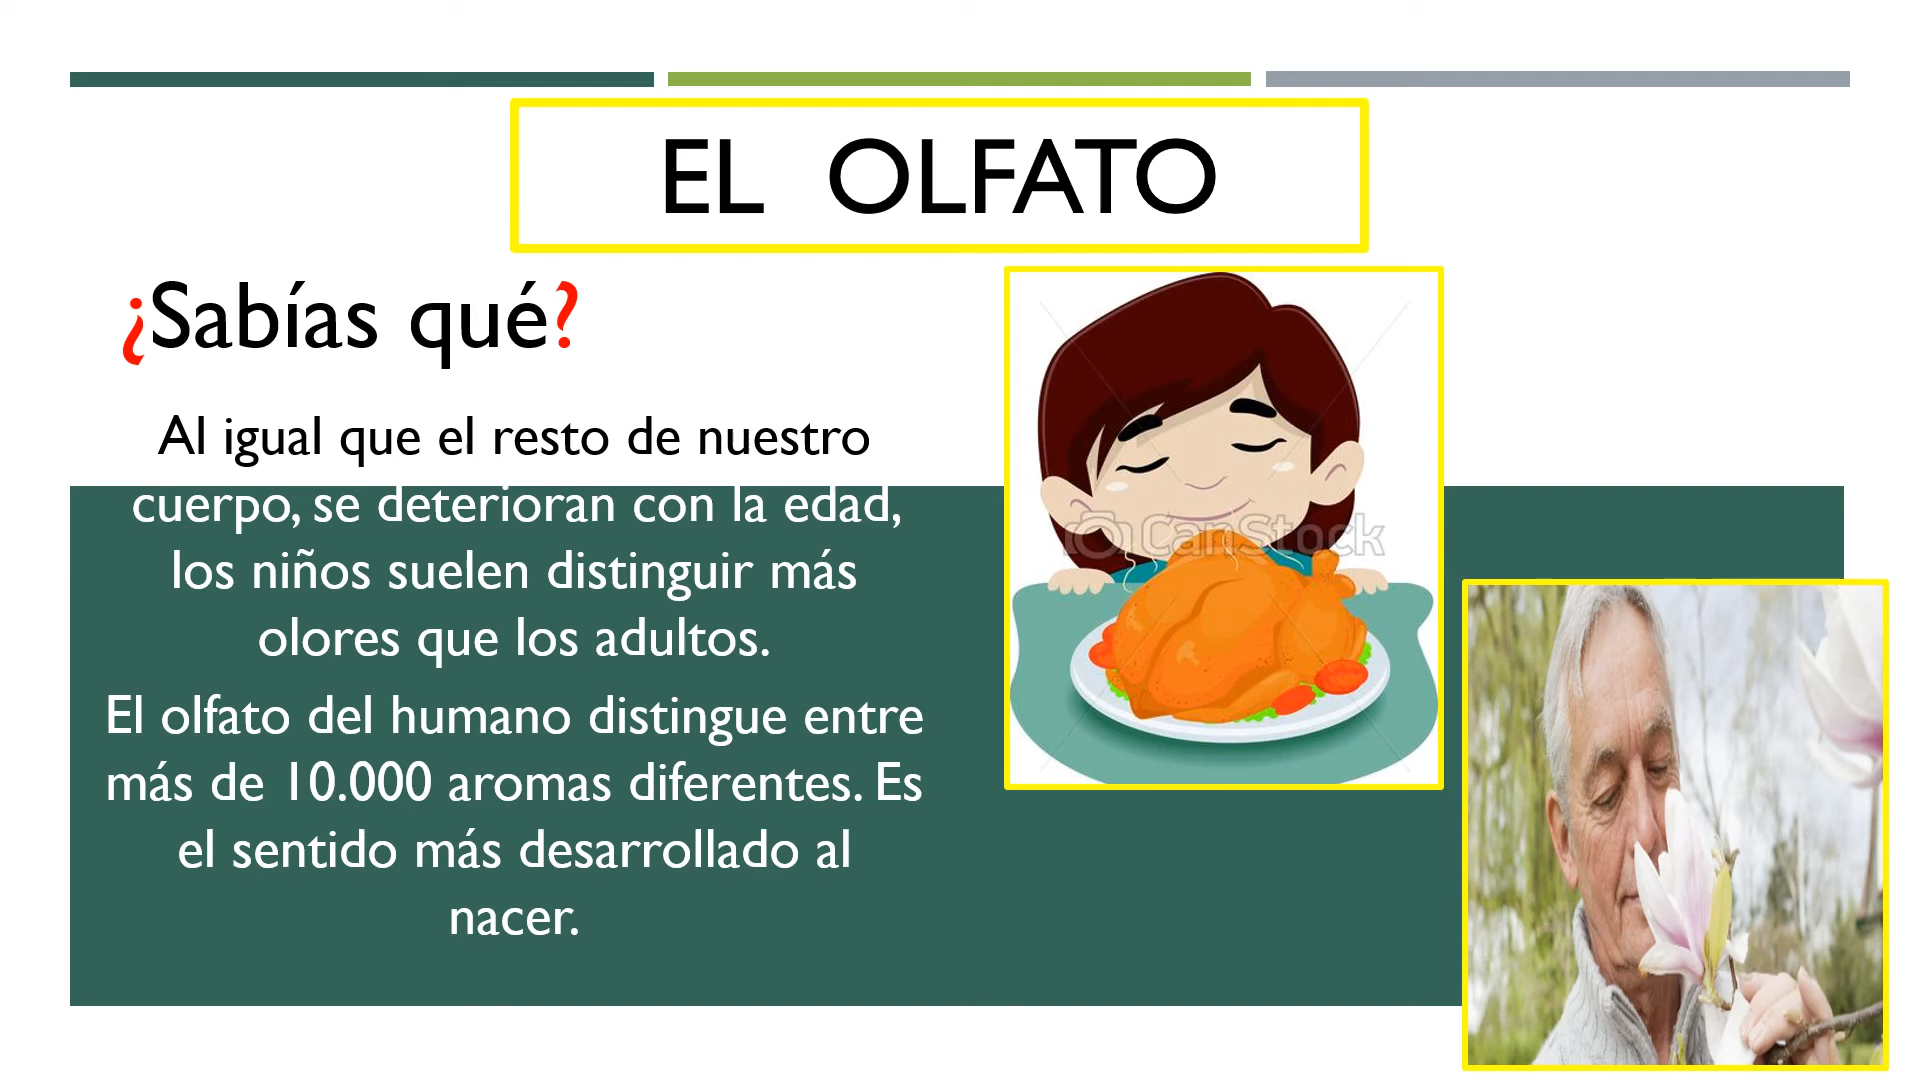 EL OLFATO
¿Sabías qué?
Al igual que el resto de nuestro
cuerpo, se deterioran con la edad,
los niños suelen distinguir más
olores que los adultos.
El olfato del humano distingue entre
más de 10.000 aromas diferentes. Es
el sentido más desarrollado al
nacer.
CanStock